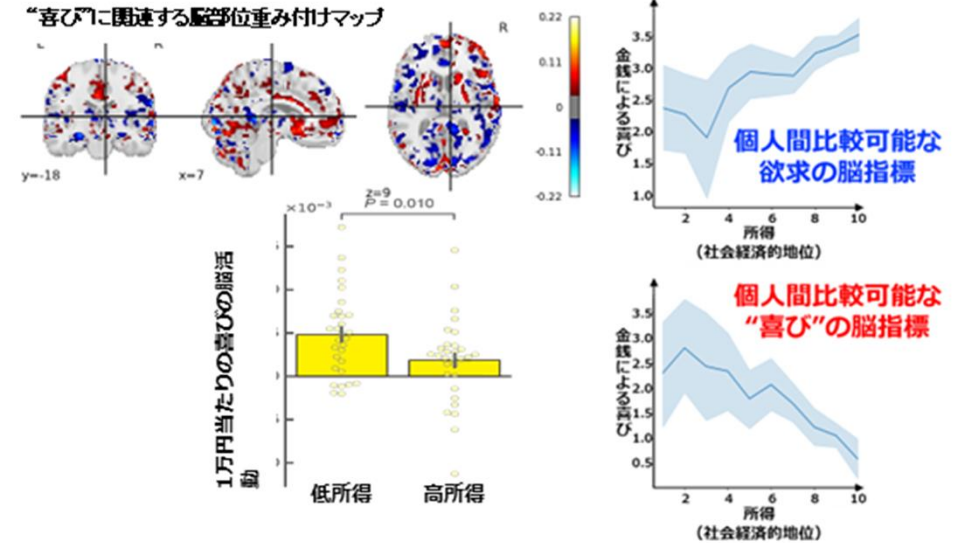 “喜び”に関連する脳部位重み付けマップ
L
R
R
y=-18
x=7
z=9
0.22
0.11
0
-0.11
-0.22
P = 0.010
×10⁻³
1万円当たりの喜びの脳活動
低所得
高所得
金銭による喜び
3.5
3.0
2.5
2.0
1.5
1.0
個人間比較可能な
欲求の脳指標
2
4
6
8
10
所得
（社会経済的地位）
個人間比較可能な
“喜び”の脳指標
金銭による喜び
3.5
3.0
2.5
2.0
1.5
1.0
0.5
2
4
6
8
10
所得
（社会経済的地位）